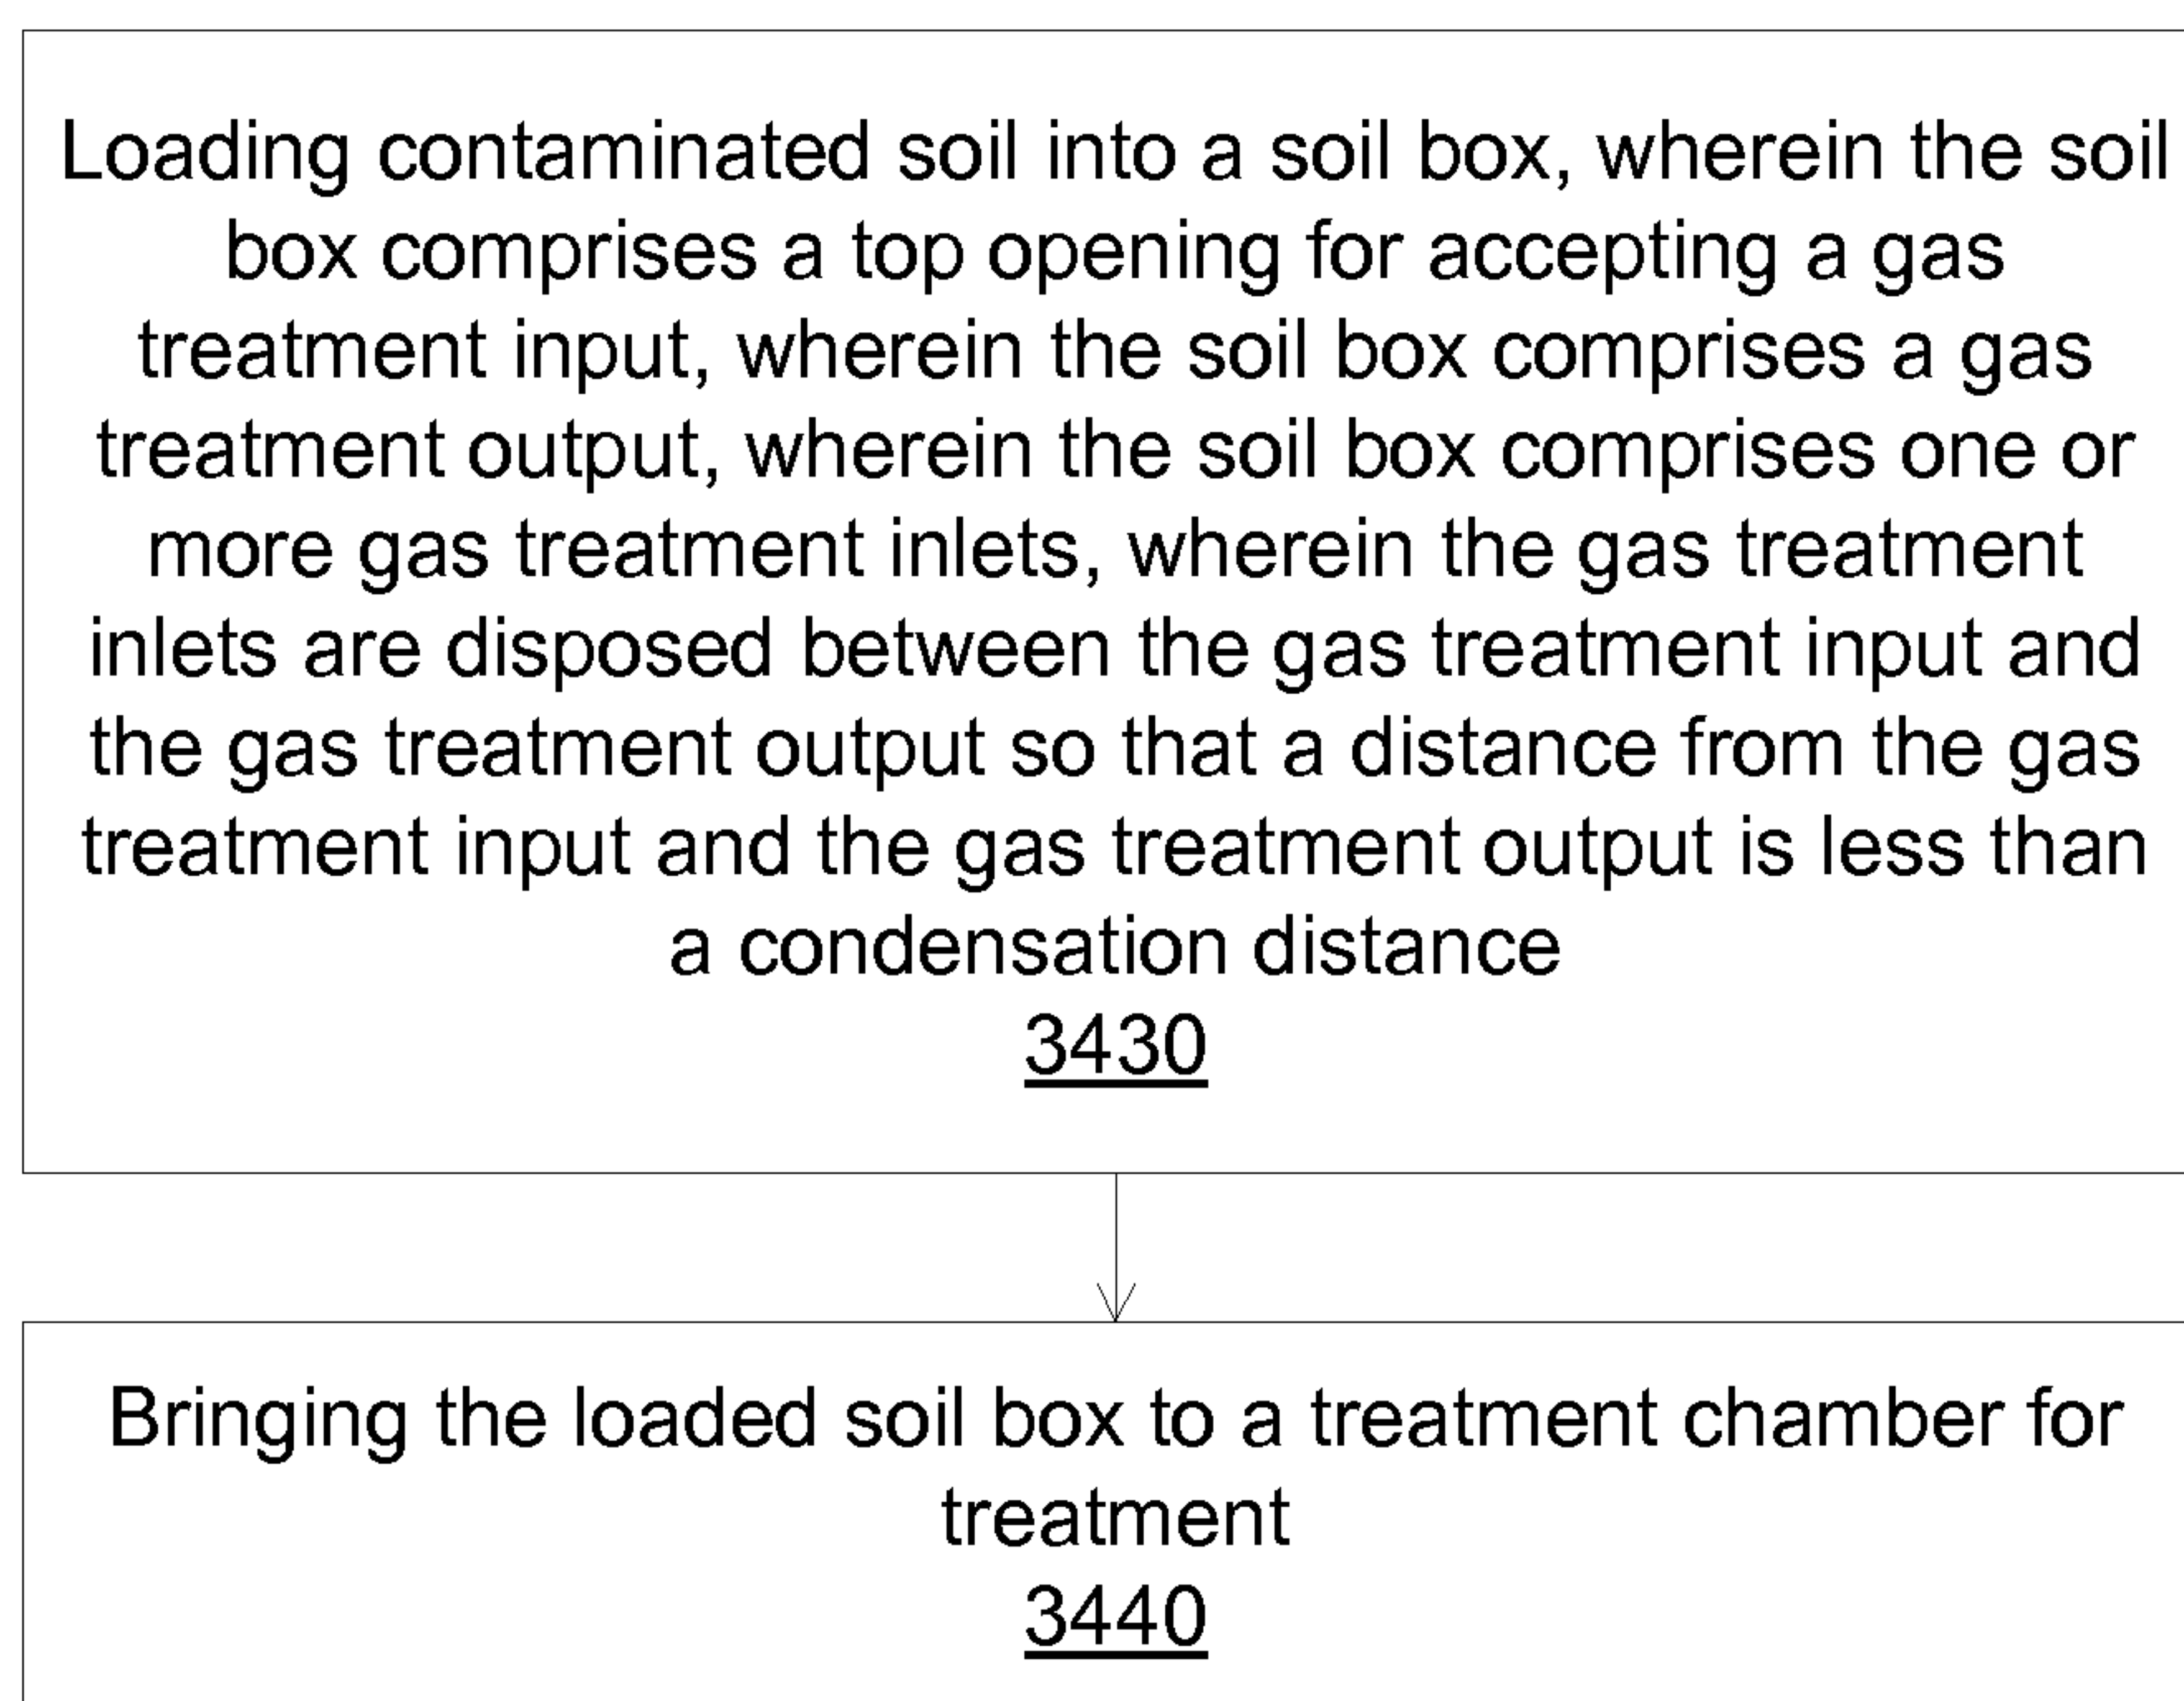 Loading contaminated soil into a soil box, wherein the soil
box comprises a top opening for accepting a gas
treatment input, wherein the soil box comprises a gas
treatment output, wherein the soil box comprises one or
more gas treatment inlets, wherein the gas treatment
inlets are disposed between the gas treatment input and
the gas treatment output so that a distance from the gas
treatment input and the gas treatment output is less than
a condensation distance
3430
Bringing the loaded soil box to a treatment chamber for
treatment
3440